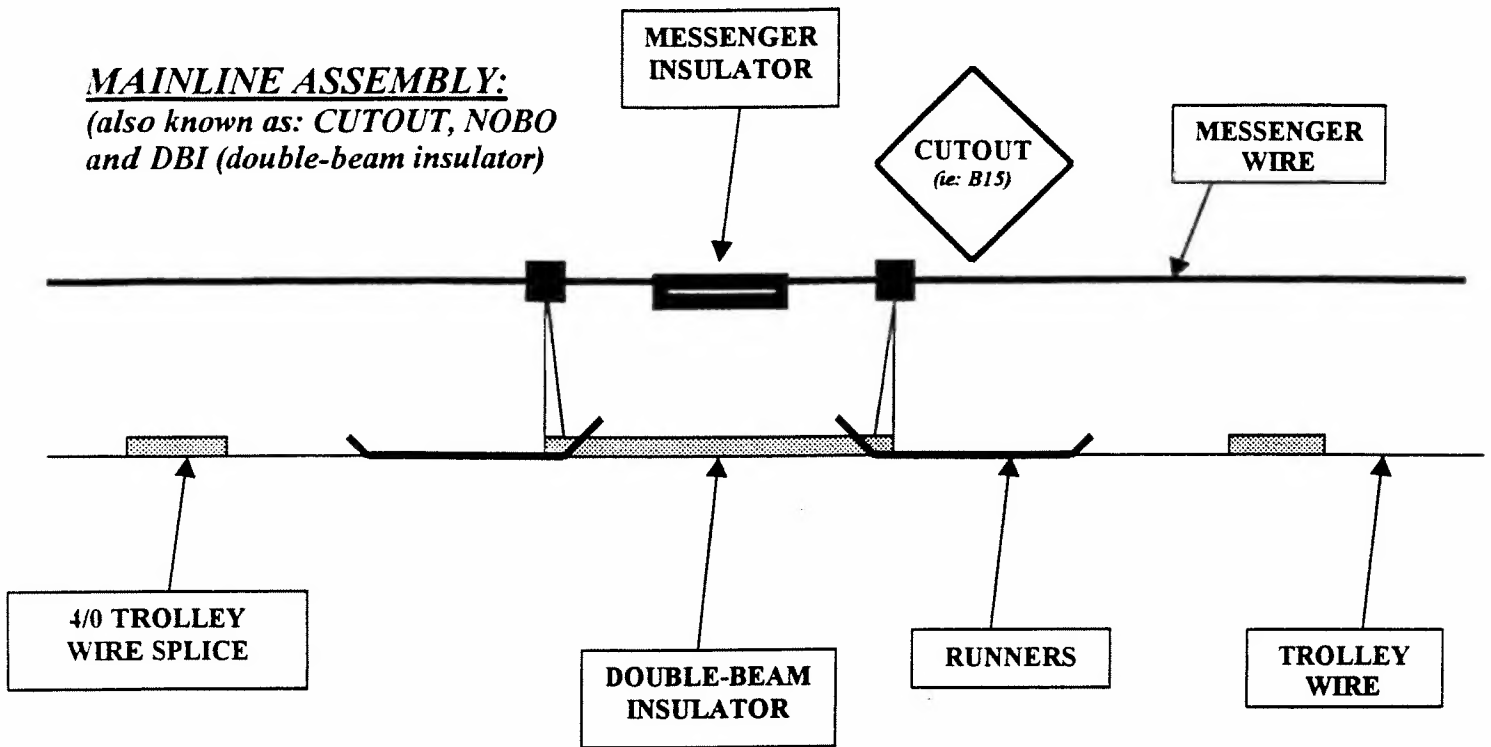 MAINLINE ASSEMBLY:
(also known as: CUTOUT, NOBO
and DBI (double-beam insulator)
MESSENGER
INSULATOR
CUTOUT
(ie: B15)
MESSENGER
WIRE
4/0 TROLLEY
WIRE SPLICE
DOUBLE-BEAM
INSULATOR
RUNNERS
TROLLEY
WIRE